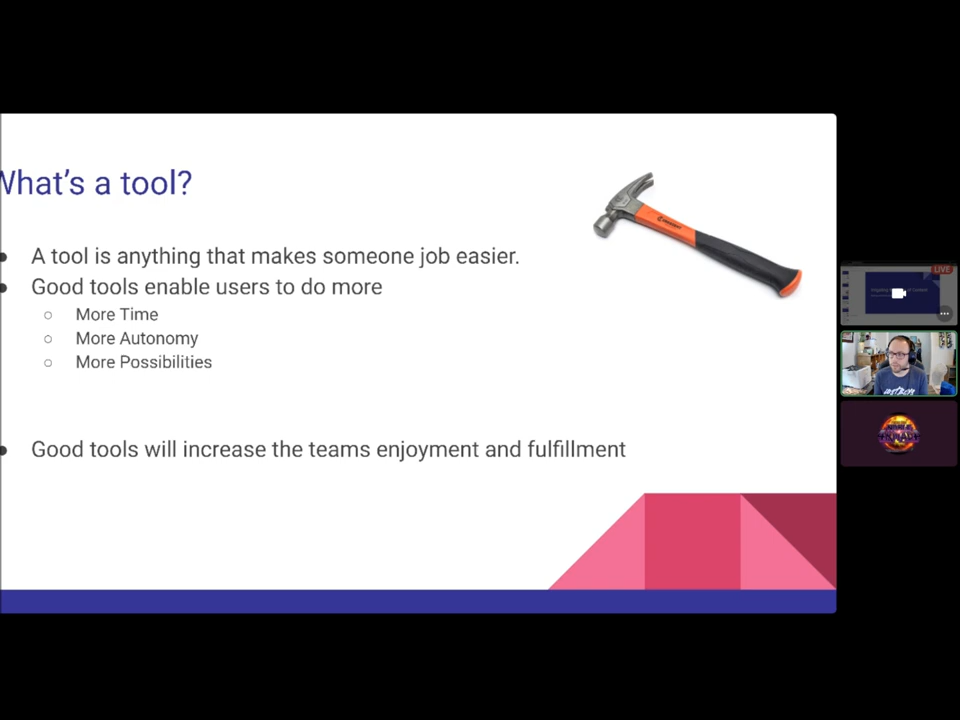 What's a tool?
A tool is anything that makes someone job easier.
Good tools enable users to do more
More Time
More Autonomy
More Possibilities
Good tools will increase the teams enjoyment and fulfillment
LIVE